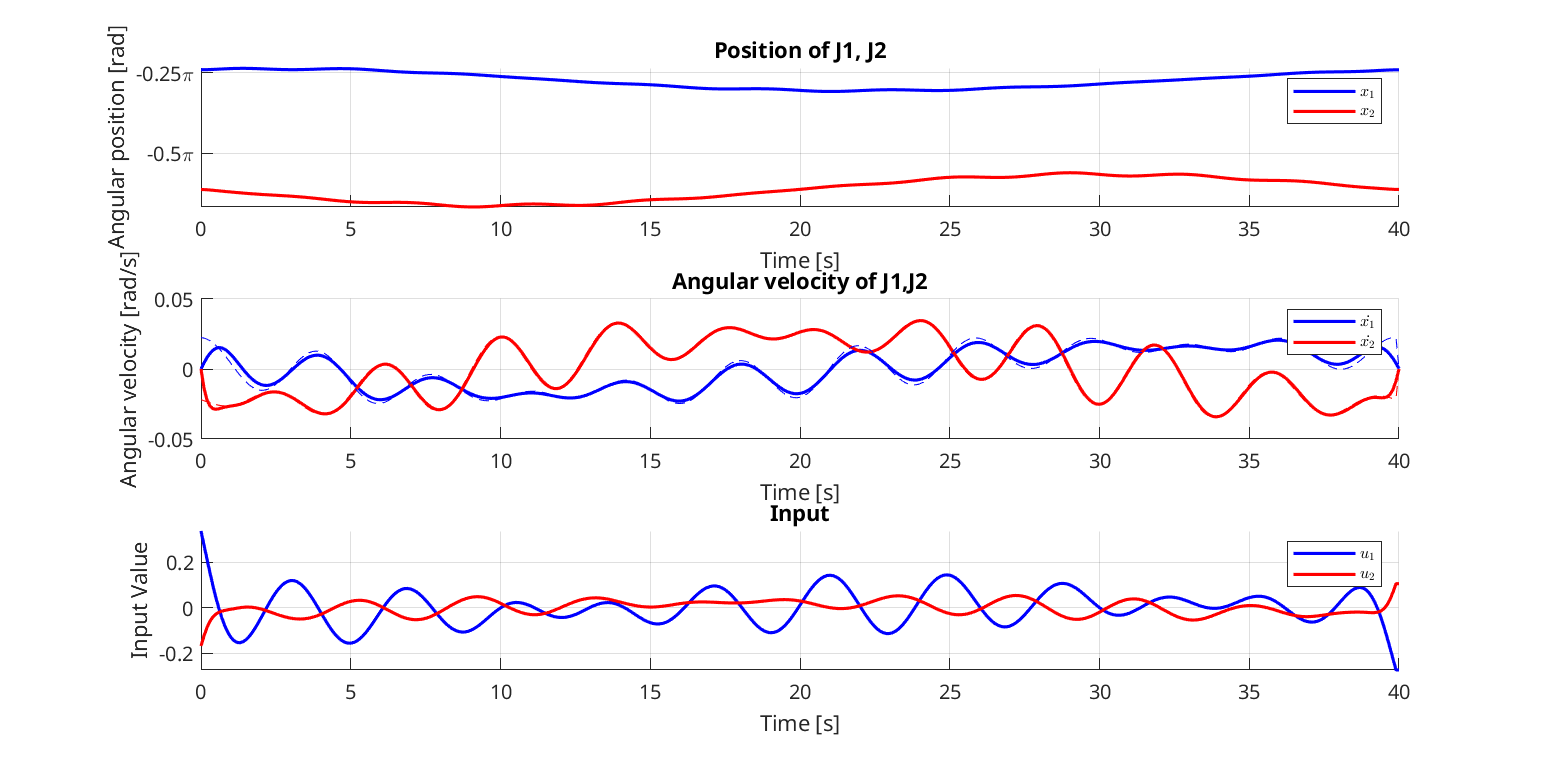 Position of J1, J2
Angular position [rad]
-0.25π
-0.5π
x₁
x₂
0 5 10 15 20 25 30 35 40
Time [s]
Angular velocity of J1,J2
Angular velocity [rad/s]
0.05
0
-0.05
ẋ₁
ẋ₂
0 5 10 15 20 25 30 35 40
Time [s]
Input
Input Value
0.2
0
-0.2
u₁
u₂
0 5 10 15 20 25 30 35 40
Time [s]